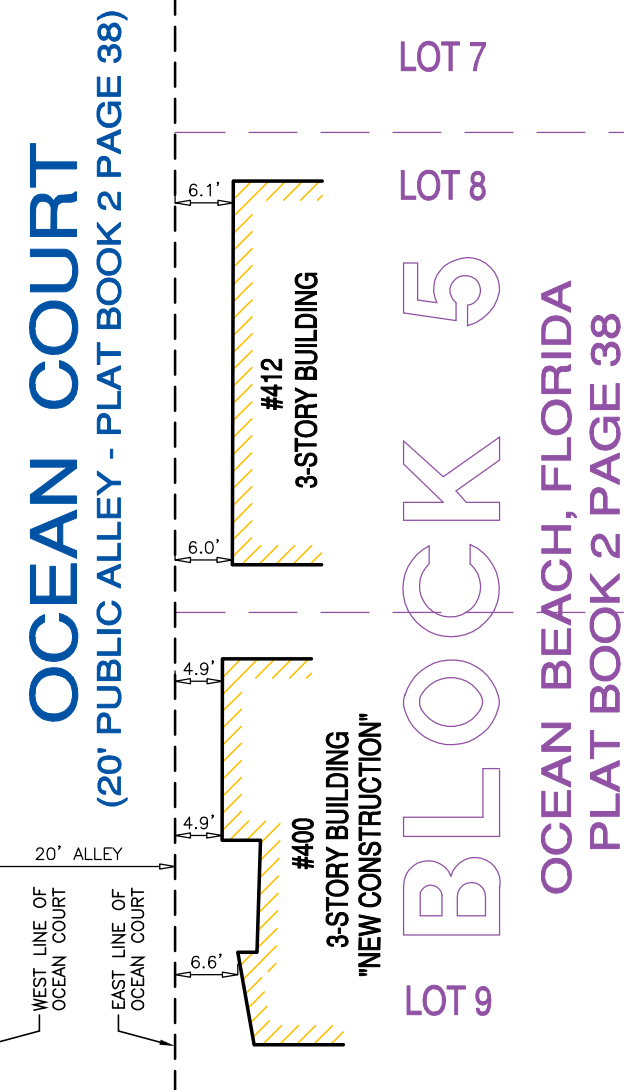 OCEAN COURT
(20' PUBLIC ALLEY - PLAT BOOK 2 PAGE 38)
LOT 7
LOT 8
6.1'
#412
3-STORY BUILDING
6.0'
BLOCK 5
OCEAN BEACH, FLORIDA
PLAT BOOK 2 PAGE 38
4.9'
4.9'
#400
3-STORY BUILDING
"NEW CONSTRUCTION"
20' ALLEY
6.6'
WEST LINE OF
OCEAN COURT
EAST LINE OF
OCEAN COURT
LOT 9